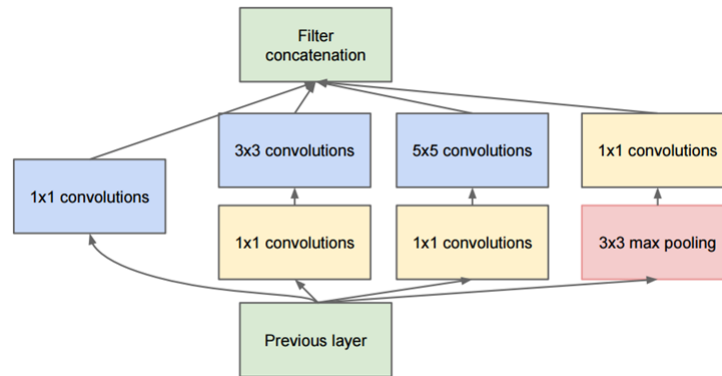 Filter
concatenation
3x3 convolutions
5x5 convolutions
1x1 convolutions
1x1 convolutions
1x1 convolutions
1x1 convolutions
3x3 max pooling
Previous layer